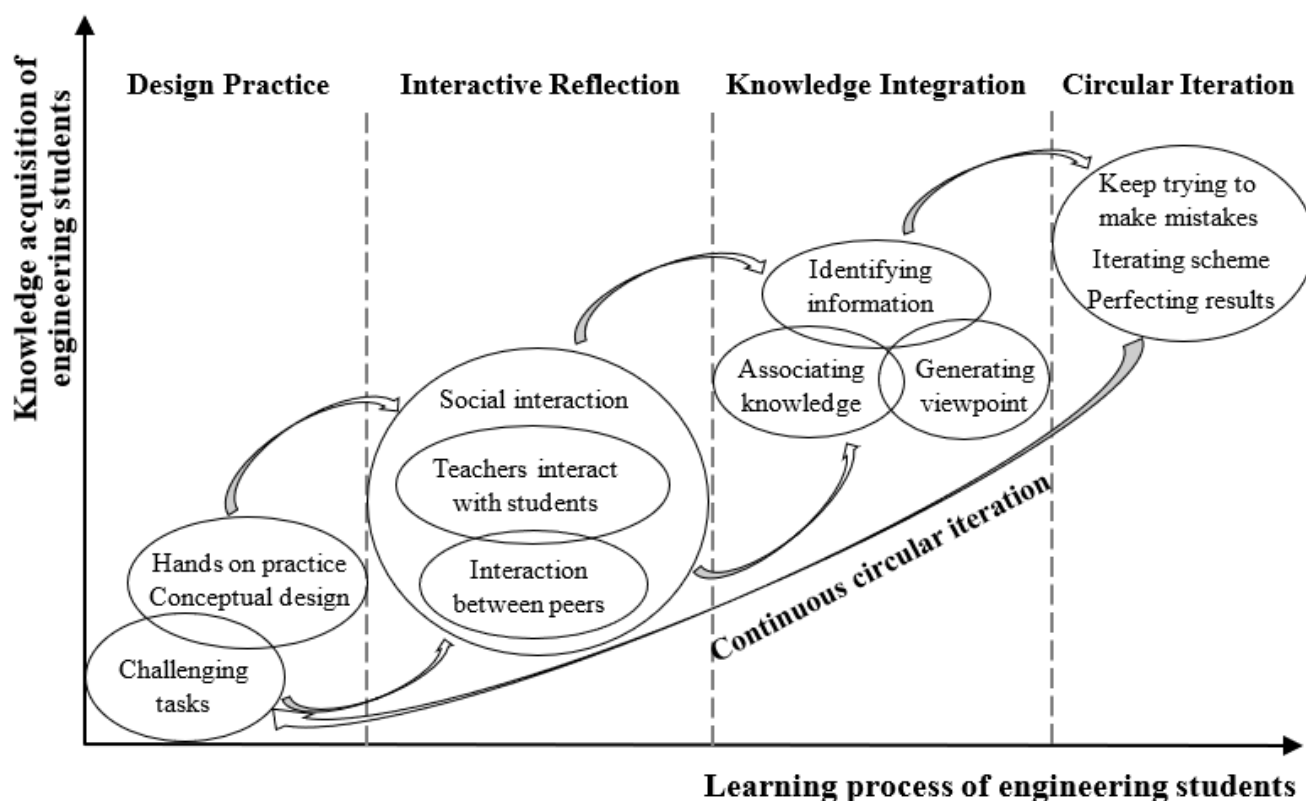 Knowledge acquisition of
engineering students
Design Practice
Interactive Reflection
Knowledge Integration
Circular Iteration
Hands on practice
Conceptual design
Challenging
tasks
Social interaction
Teachers interact
with students
Interaction
between peers
Identifying
information
Associating
knowledge
Generating
viewpoint
Keep trying to
make mistakes
Iterating scheme
Perfecting results
Continuous circular iteration
Learning process of engineering students